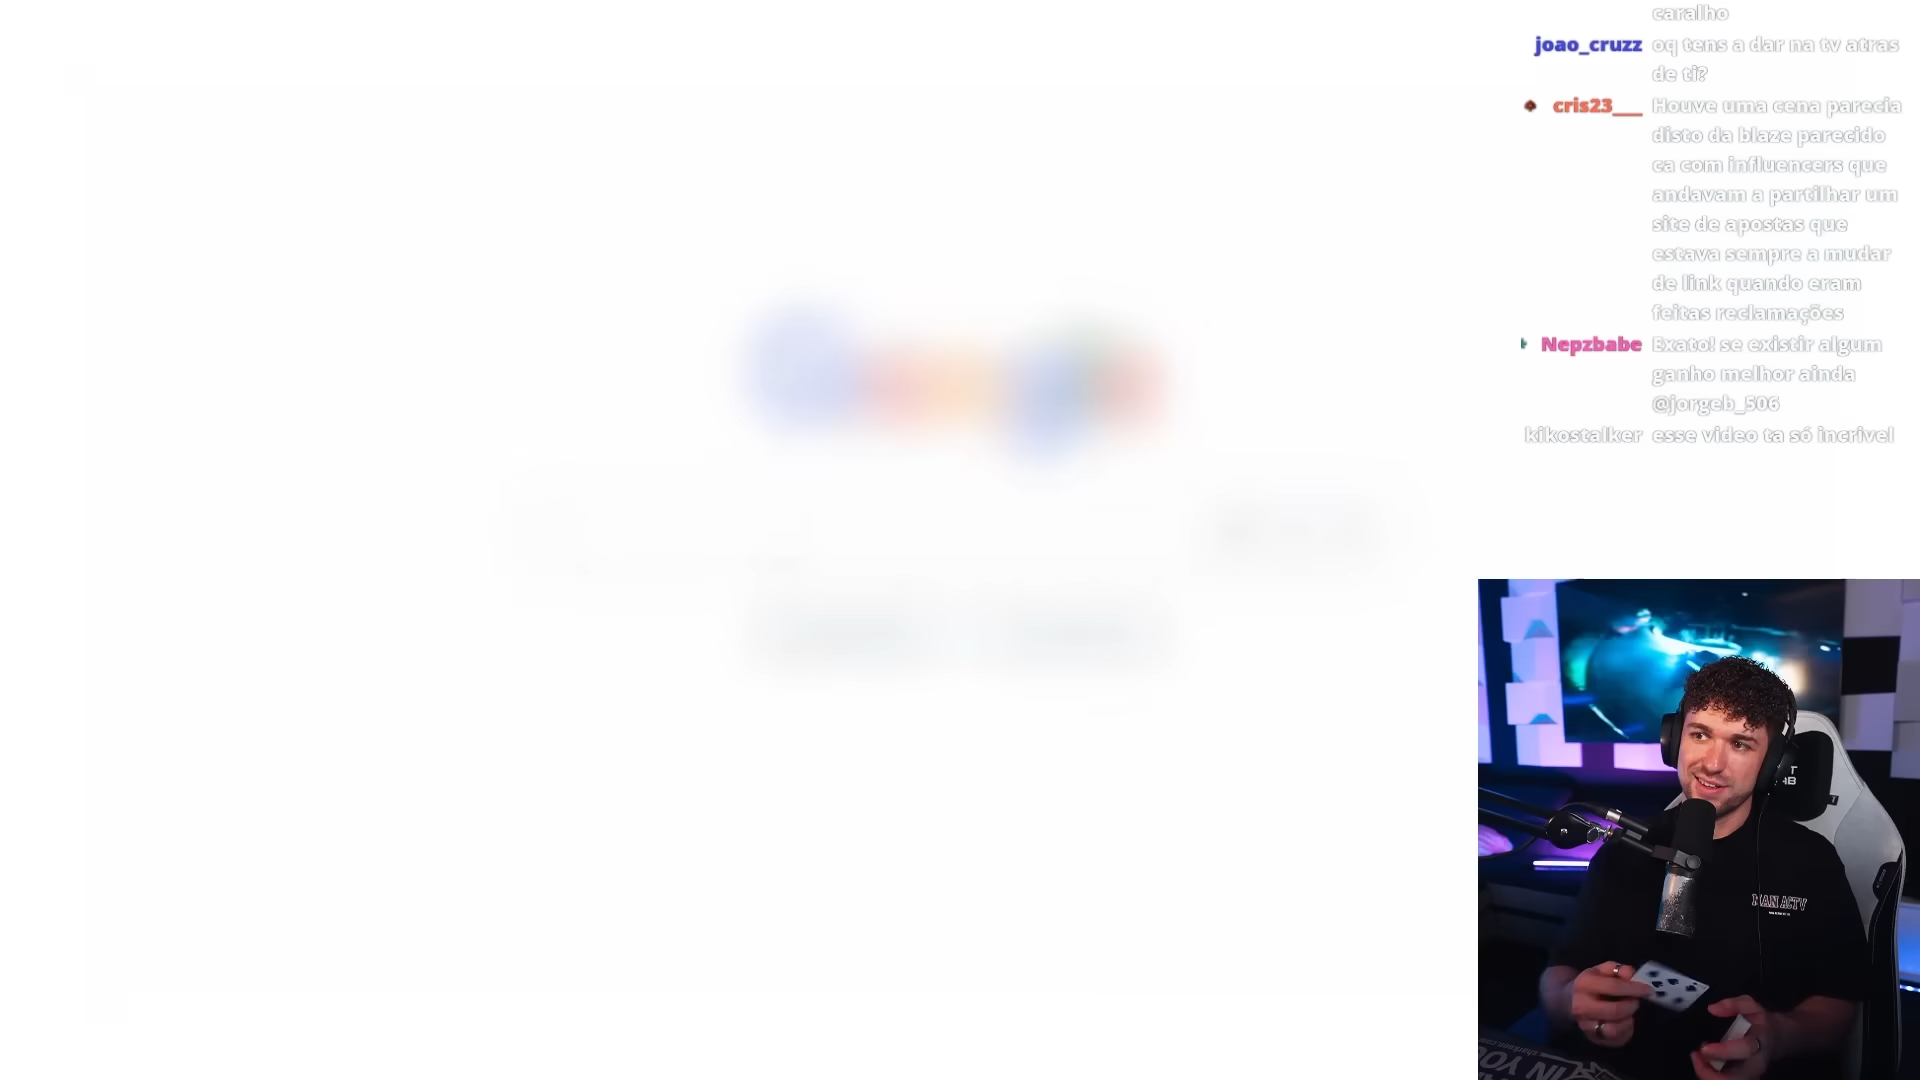 caralho
joao_cruzz oq tens a dar na tv atras
de ti?
cris23___ Houve uma cena parecia
disto da blaze parecido
ca com influencers que
andavam a partilhar um
site de apostas que
estava sempre a mudar
de link quando eram
feitas reclamações
Nepzbabe Exato! se existir algum
ganho melhor ainda
@jorgeb_506
kikostalker esse video ta só incrivel
IN YOU